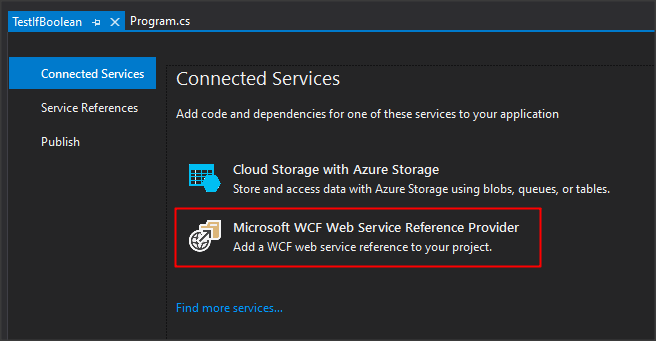 TestIfBoolean
Program.cs
Connected Services
Service References
Publish
Connected Services
Add code and dependencies for one of these services to your application
Cloud Storage with Azure Storage
Store and access data with Azure Storage using blobs, queues, or tables.
Microsoft WCF Web Service Reference Provider
Add a WCF web service reference to your project.
Find more services...